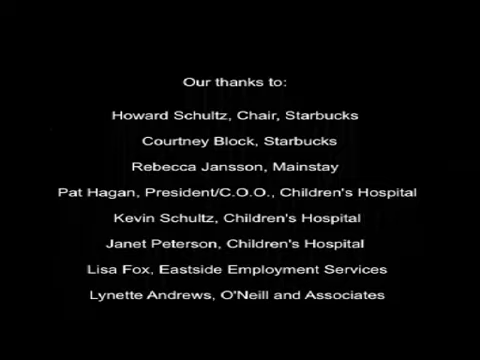 Our thanks to:
Howard Schultz, Chair, Starbucks
Courtney Block, Starbucks
Rebecca Jansson, Mainstay
Pat Hagan, President/C.O.O., Children's Hospital
Kevin Schultz, Children's Hospital
Janet Peterson, Children's Hospital
Lisa Fox, Eastside Employment Services
Lynette Andrews, O'Neill and Associates